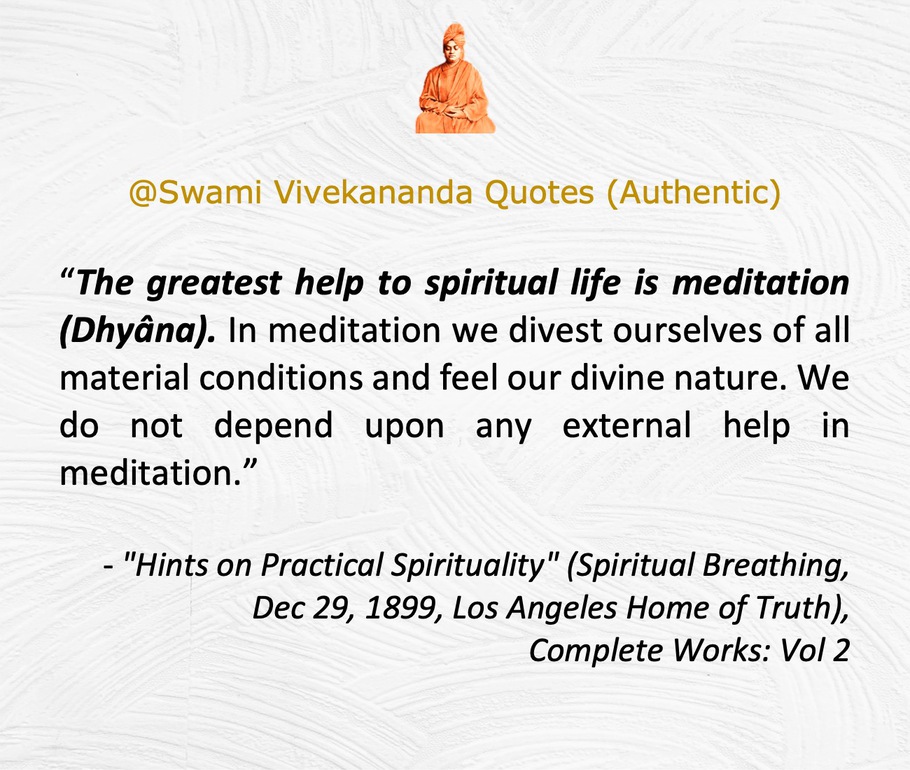 @Swami Vivekananda Quotes (Authentic)
“The greatest help to spiritual life is meditation
(Dhyâna). In meditation we divest ourselves of all
material conditions and feel our divine nature. We
do not depend upon any external help in
meditation.”
- "Hints on Practical Spirituality" (Spiritual Breathing,
Dec 29, 1899, Los Angeles Home of Truth),
Complete Works: Vol 2